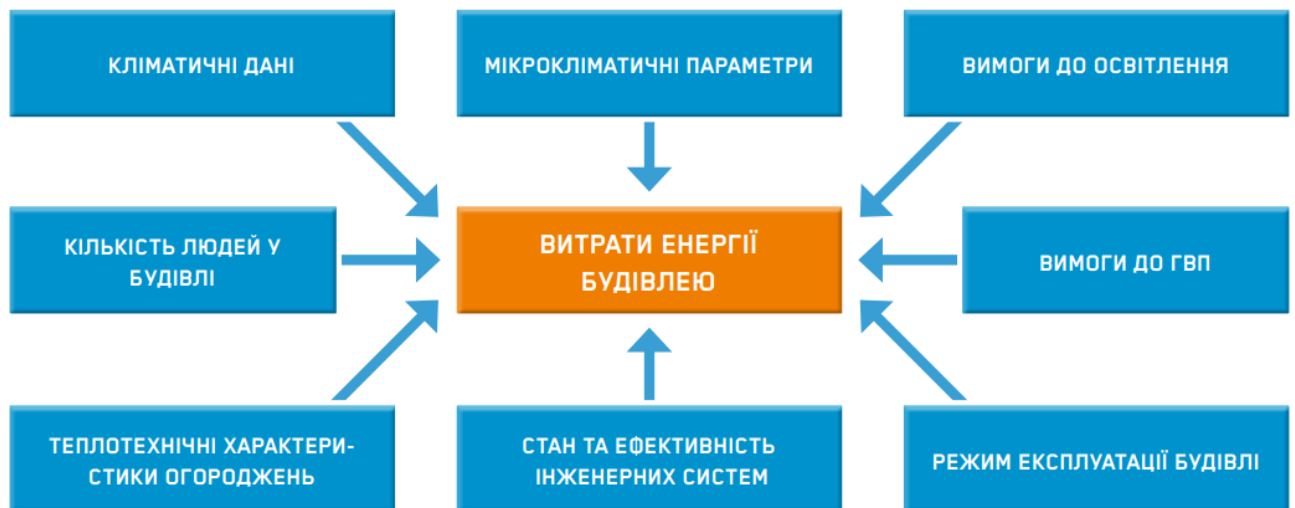 КЛІМАТИЧНІ ДАНІ
МІКРОКЛІМАТИЧНІ ПАРАМЕТРИ
ВИМОГИ ДО ОСВІТЛЕННЯ
КІЛЬКІСТЬ ЛЮДЕЙ У
БУДІВЛІ
ВИТРАТИ ЕНЕРГІЇ
БУДІВЛЕЮ
ВИМОГИ ДО ГВП
ТЕПЛОТЕХНІЧНІ ХАРАКТЕРИ-
СТИКИ ОГОРОДЖЕНЬ
СТАН ТА ЕФЕКТИВНІСТЬ
ІНЖЕНЕРНИХ СИСТЕМ
РЕЖИМ ЕКСПЛУАТАЦІЇ БУДІВЛІ